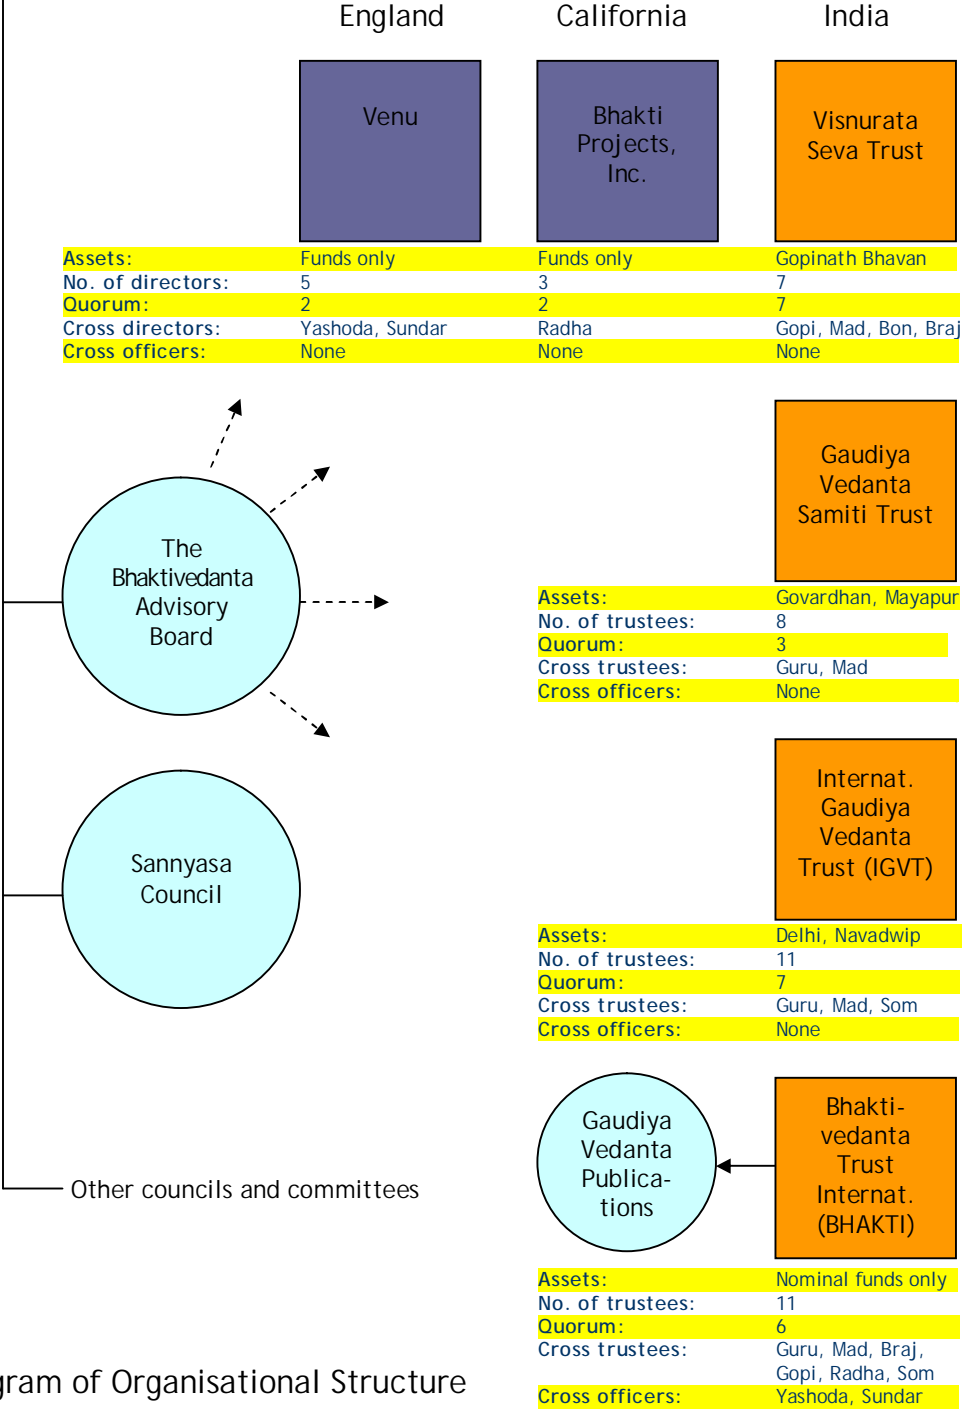 England California India
Venu
Bhakti
Projects,
Inc.
Visnurata
Seva Trust
Assets: Funds only Funds only Gopinath Bhavan
No. of directors: 5 3 7
Quorum: 2 2 7
Cross directors: Yashoda, Sundar Radha Gopi, Mad, Bon, Braj
Cross officers: None None None
The
Bhaktivedanta
Advisory
Board
Gaudiya
Vedanta
Samiti Trust
Assets: Govardhan, Mayapur
No. of trustees: 8
Quorum: 3
Cross trustees: Guru, Mad
Cross officers: None
Sannyasa
Council
Internat.
Gaudiya
Vedanta
Trust (IGVT)
Assets: Delhi, Navadwip
No. of trustees: 11
Quorum: 7
Cross trustees: Guru, Mad, Som
Cross officers: None
Gaudiya
Vedanta
Publica-
tions
Bhakti-
vedanta
Trust
Internat.
(BHAKTI)
Other councils and committees
Assets: Nominal funds only
No. of trustees: 11
Quorum: 6
Cross trustees: Guru, Mad, Braj,
Gopi, Radha, Som
Cross officers: Yashoda, Sundar
gram of Organisational Structure